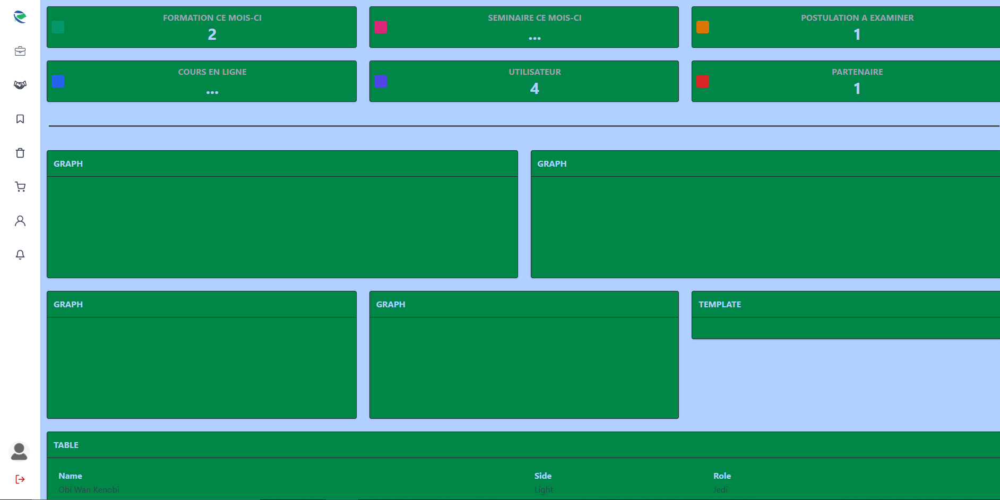 FORMATION CE MOIS-CI
2
SEMINAIRE CE MOIS-CI
...
POSTULATION A EXAMINER
1
COURS EN LIGNE
...
UTILISATEUR
4
PARTENAIRE
1
GRAPH
GRAPH
GRAPH
GRAPH
TEMPLATE
TABLE
Name Side Role
Obi Wan Kenobi Light Jedi